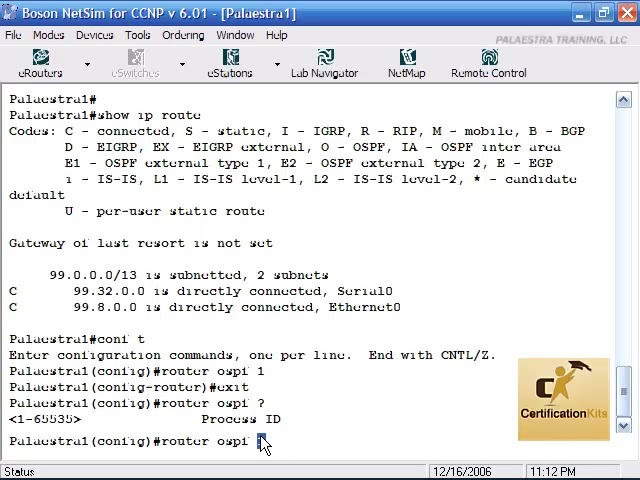 Boson NetSim for CCNP v 6.01 - [Palaestra1]
File Modes Devices Tools Ordering Window Help
PALAESTRA TRAINING, LLC
eRouters eSwitches eStations Lab Navigator NetMap Remote Control
Palaestra1#
Palaestra1#show ip route
Codes: C - connected, S - static, I - IGRP, R - RIP, M - mobile, B - BGP
D - EIGRP, EX - EIGRP external, O - OSPF, IA - OSPF inter area
E1 - OSPF external type 1, E2 - OSPF external type 2, E - EGP
i - IS-IS, L1 - IS-IS level-1, L2 - IS-IS level-2, * - candidate
default
U - per-user static route
Gateway of last resort is not set
99.0.0.0/13 is subnetted, 2 subnets
C 99.32.0.0 is directly connected, Serial0
C 99.8.0.0 is directly connected, Ethernet0
Palaestra1#conf t
Enter configuration commands, one per line. End with CNTL/Z.
Palaestra1(config)#router ospf 1
Palaestra1(config-router)#exit
Palaestra1(config)#router ospf ?
<1-65535> Process ID
Palaestra1(config)#router ospf
CertificationKits
Status 12/16/2006 11:12 PM